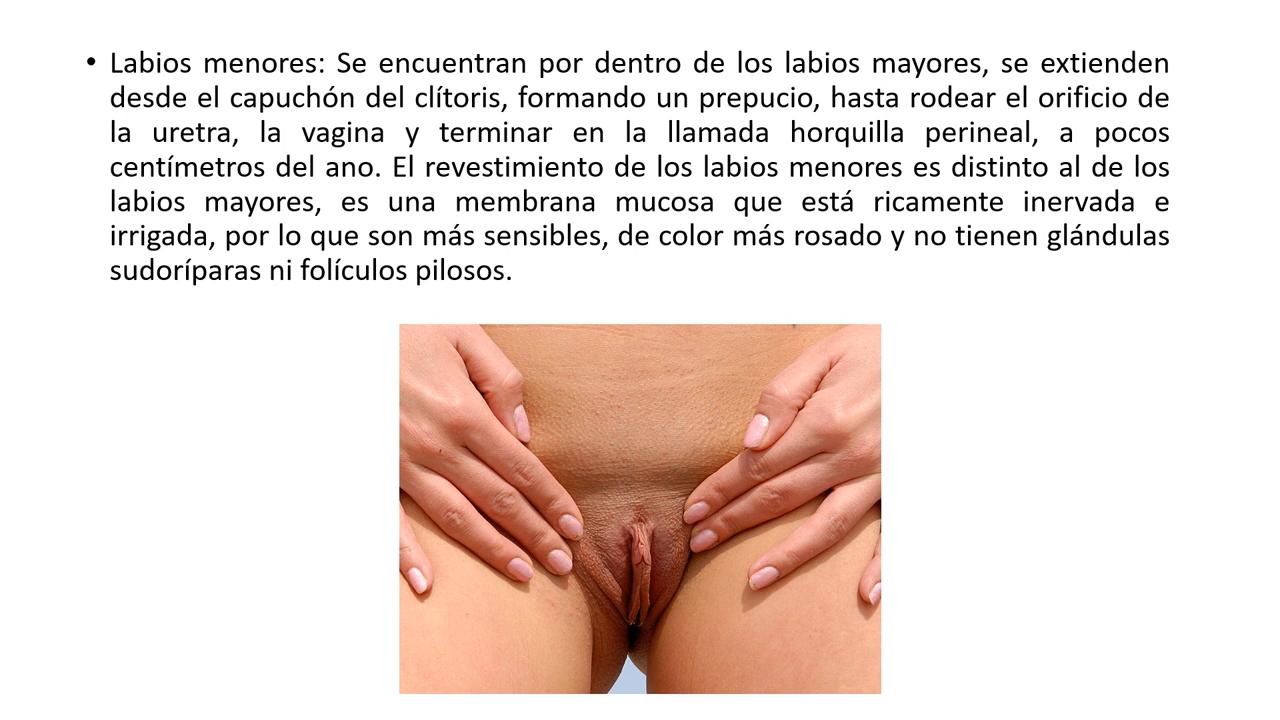 • Labios menores: Se encuentran por dentro de los labios mayores, se extienden
desde el capuchón del clítoris, formando un prepucio, hasta rodear el orificio de
la uretra, la vagina y terminar en la llamada horquilla perineal, a pocos
centímetros del ano. El revestimiento de los labios menores es distinto al de los
labios mayores, es una membrana mucosa que está ricamente inervada e
irrigada, por lo que son más sensibles, de color más rosado y no tienen glándulas
sudoríparas ni folículos pilosos.